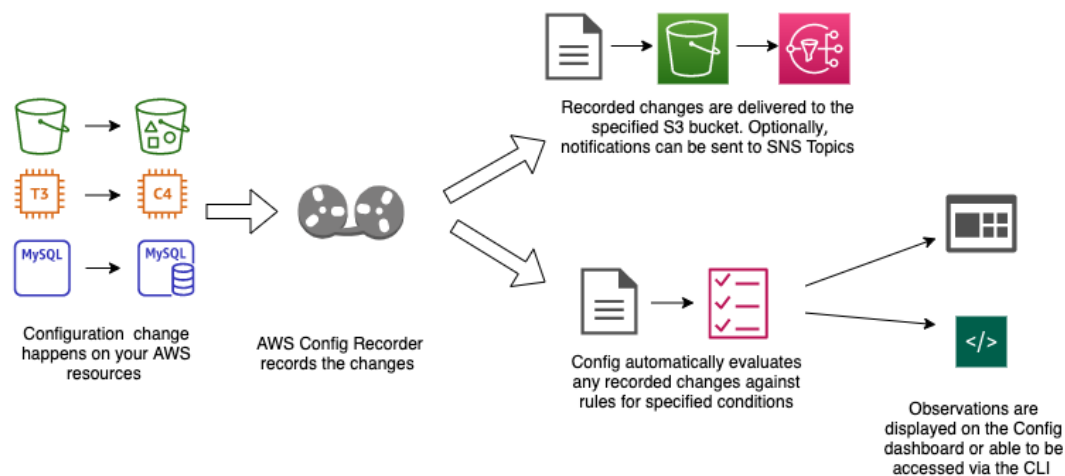 Recorded changes are delivered to the
specified S3 bucket. Optionally,
notifications can be sent to SNS Topics
T3
C4
MySQL
MySQL
Configuration  change
happens on your AWS
resources
AWS Config Recorder
records the changes
Config automatically evaluates
any recorded changes against
rules for specified conditions
</>
Observations are
displayed on the Config
dashboard or able to be
accessed via the CLI